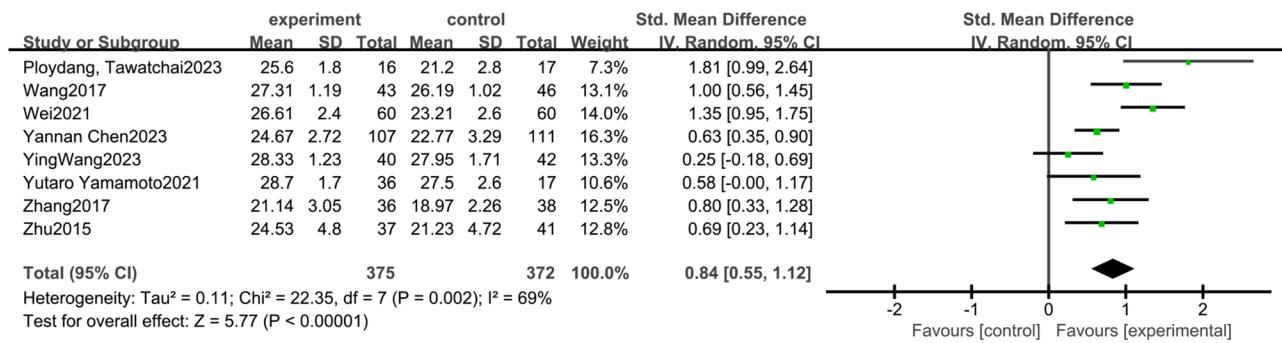 experiment control Std. Mean Difference Std. Mean Difference
Study or Subgroup Mean SD Total Mean SD Total Weight IV. Random. 95% CI IV. Random. 95% CI
Ploydang, Tawatchai2023 25.6 1.8 16 21.2 2.8 17 7.3% 1.81 [0.99, 2.64]
Wang2017 27.31 1.19 43 26.19 1.02 46 13.1% 1.00 [0.56, 1.45]
Wei2021 26.61 2.4 60 23.21 2.6 60 14.0% 1.35 [0.95, 1.75]
Yannan Chen2023 24.67 2.72 107 22.77 3.29 111 16.3% 0.63 [0.35, 0.90]
YingWang2023 28.33 1.23 40 27.95 1.71 42 13.3% 0.25 [-0.18, 0.69]
Yutaro Yamamoto2021 28.7 1.7 36 27.5 2.6 17 10.6% 0.58 [-0.00, 1.17]
Zhang2017 21.14 3.05 36 18.97 2.26 38 12.5% 0.80 [0.33, 1.28]
Zhu2015 24.53 4.8 37 21.23 4.72 41 12.8% 0.69 [0.23, 1.14]
Total (95% CI) 375 372 100.0% 0.84 [0.55, 1.12]
Heterogeneity: Tau² = 0.11; Chi² = 22.35, df = 7 (P = 0.002); I² = 69%
Test for overall effect: Z = 5.77 (P < 0.00001)
-2 -1 0 1 2
Favours [control] Favours [experimental]